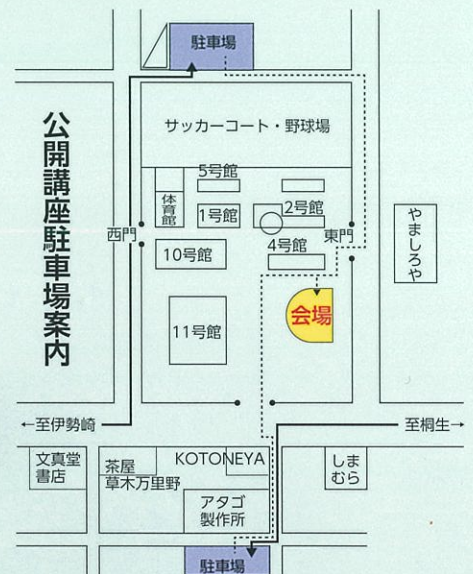 公開講座駐車場案内
駐車場
サッカーコート・野球場
5号館
体育館
1号館
2号館
西門
東門
やましろや
10号館
4号館
会場
11号館
←至伊勢崎
至桐生→
文真堂
書店
茶屋
草木万里野
KOTONEYA
しま
むら
アタゴ
製作所
駐車場